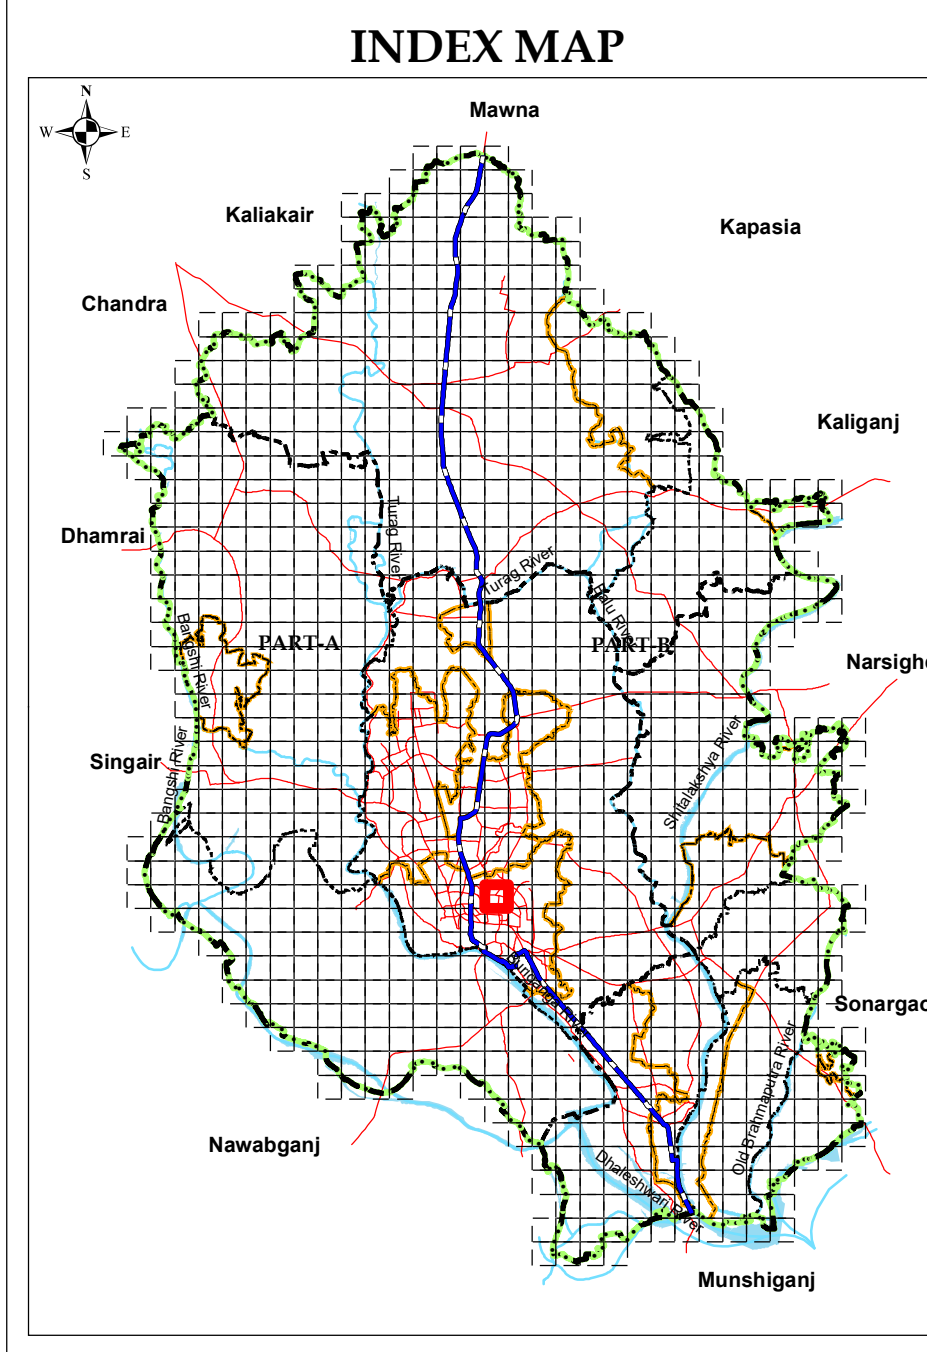 INDEX MAP
N
W E
S
Mawna
Kaliakair
Kapasia
Chandra
Kaliganj
Dhamrai
Turag River
Turag River
Balu River
Bangshi River
PART-A
PART-B
Narsighd
Singair
Bangshi River
Shitalakshya River
Buriganga River
Sonargao
Old Brahmaputra River
Nawabganj
Dhaleshwari River
Munshiganj